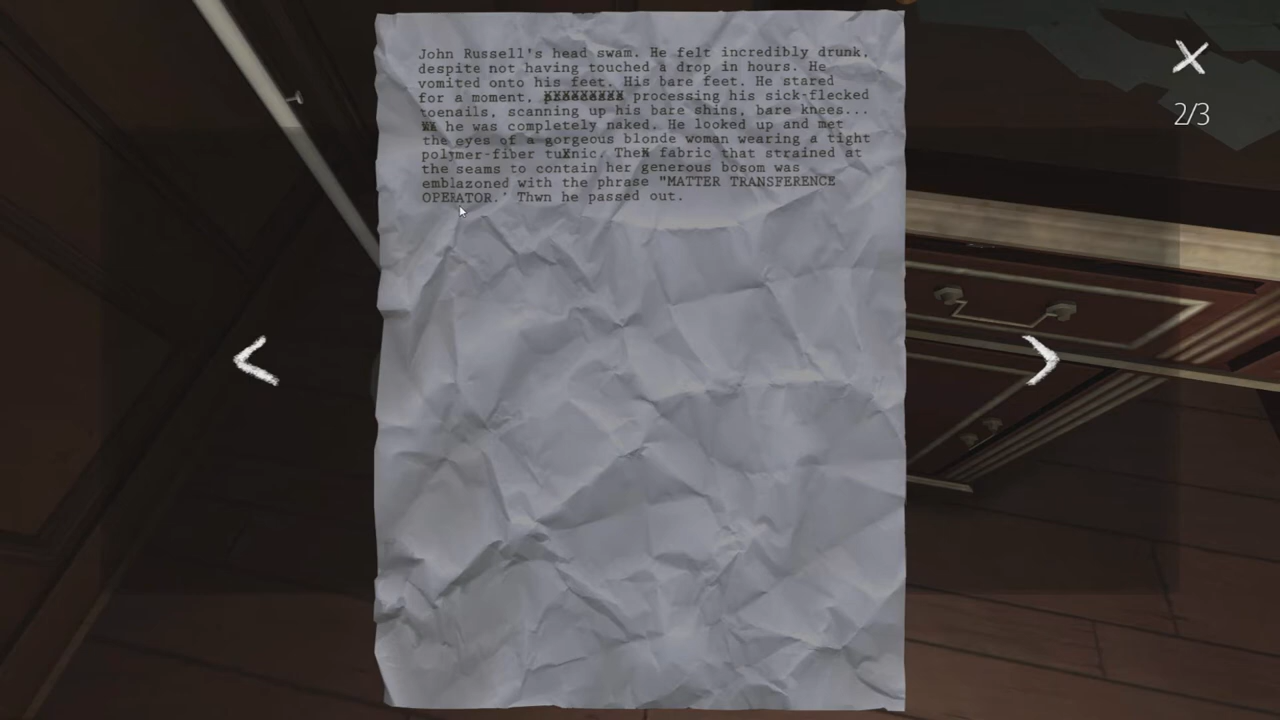 John Russell's head swam. He felt incredibly drunk,
despite not having touched a drop in hours. He
vomited onto his feet. His bare feet. He stared
for a moment, processing his sick-flecked
toenails, scanning up his bare shins, bare knees...
he was completely naked. He looked up and met
the eyes of a gorgeous blonde woman wearing a tight
polymer-fiber tuXnic. TheX fabric that strained at
the seams to contain her generous bosom was
emblazoned with the phrase "MATTER TRANSFERENCE
OPERATOR.' Thwn he passed out.
2/3